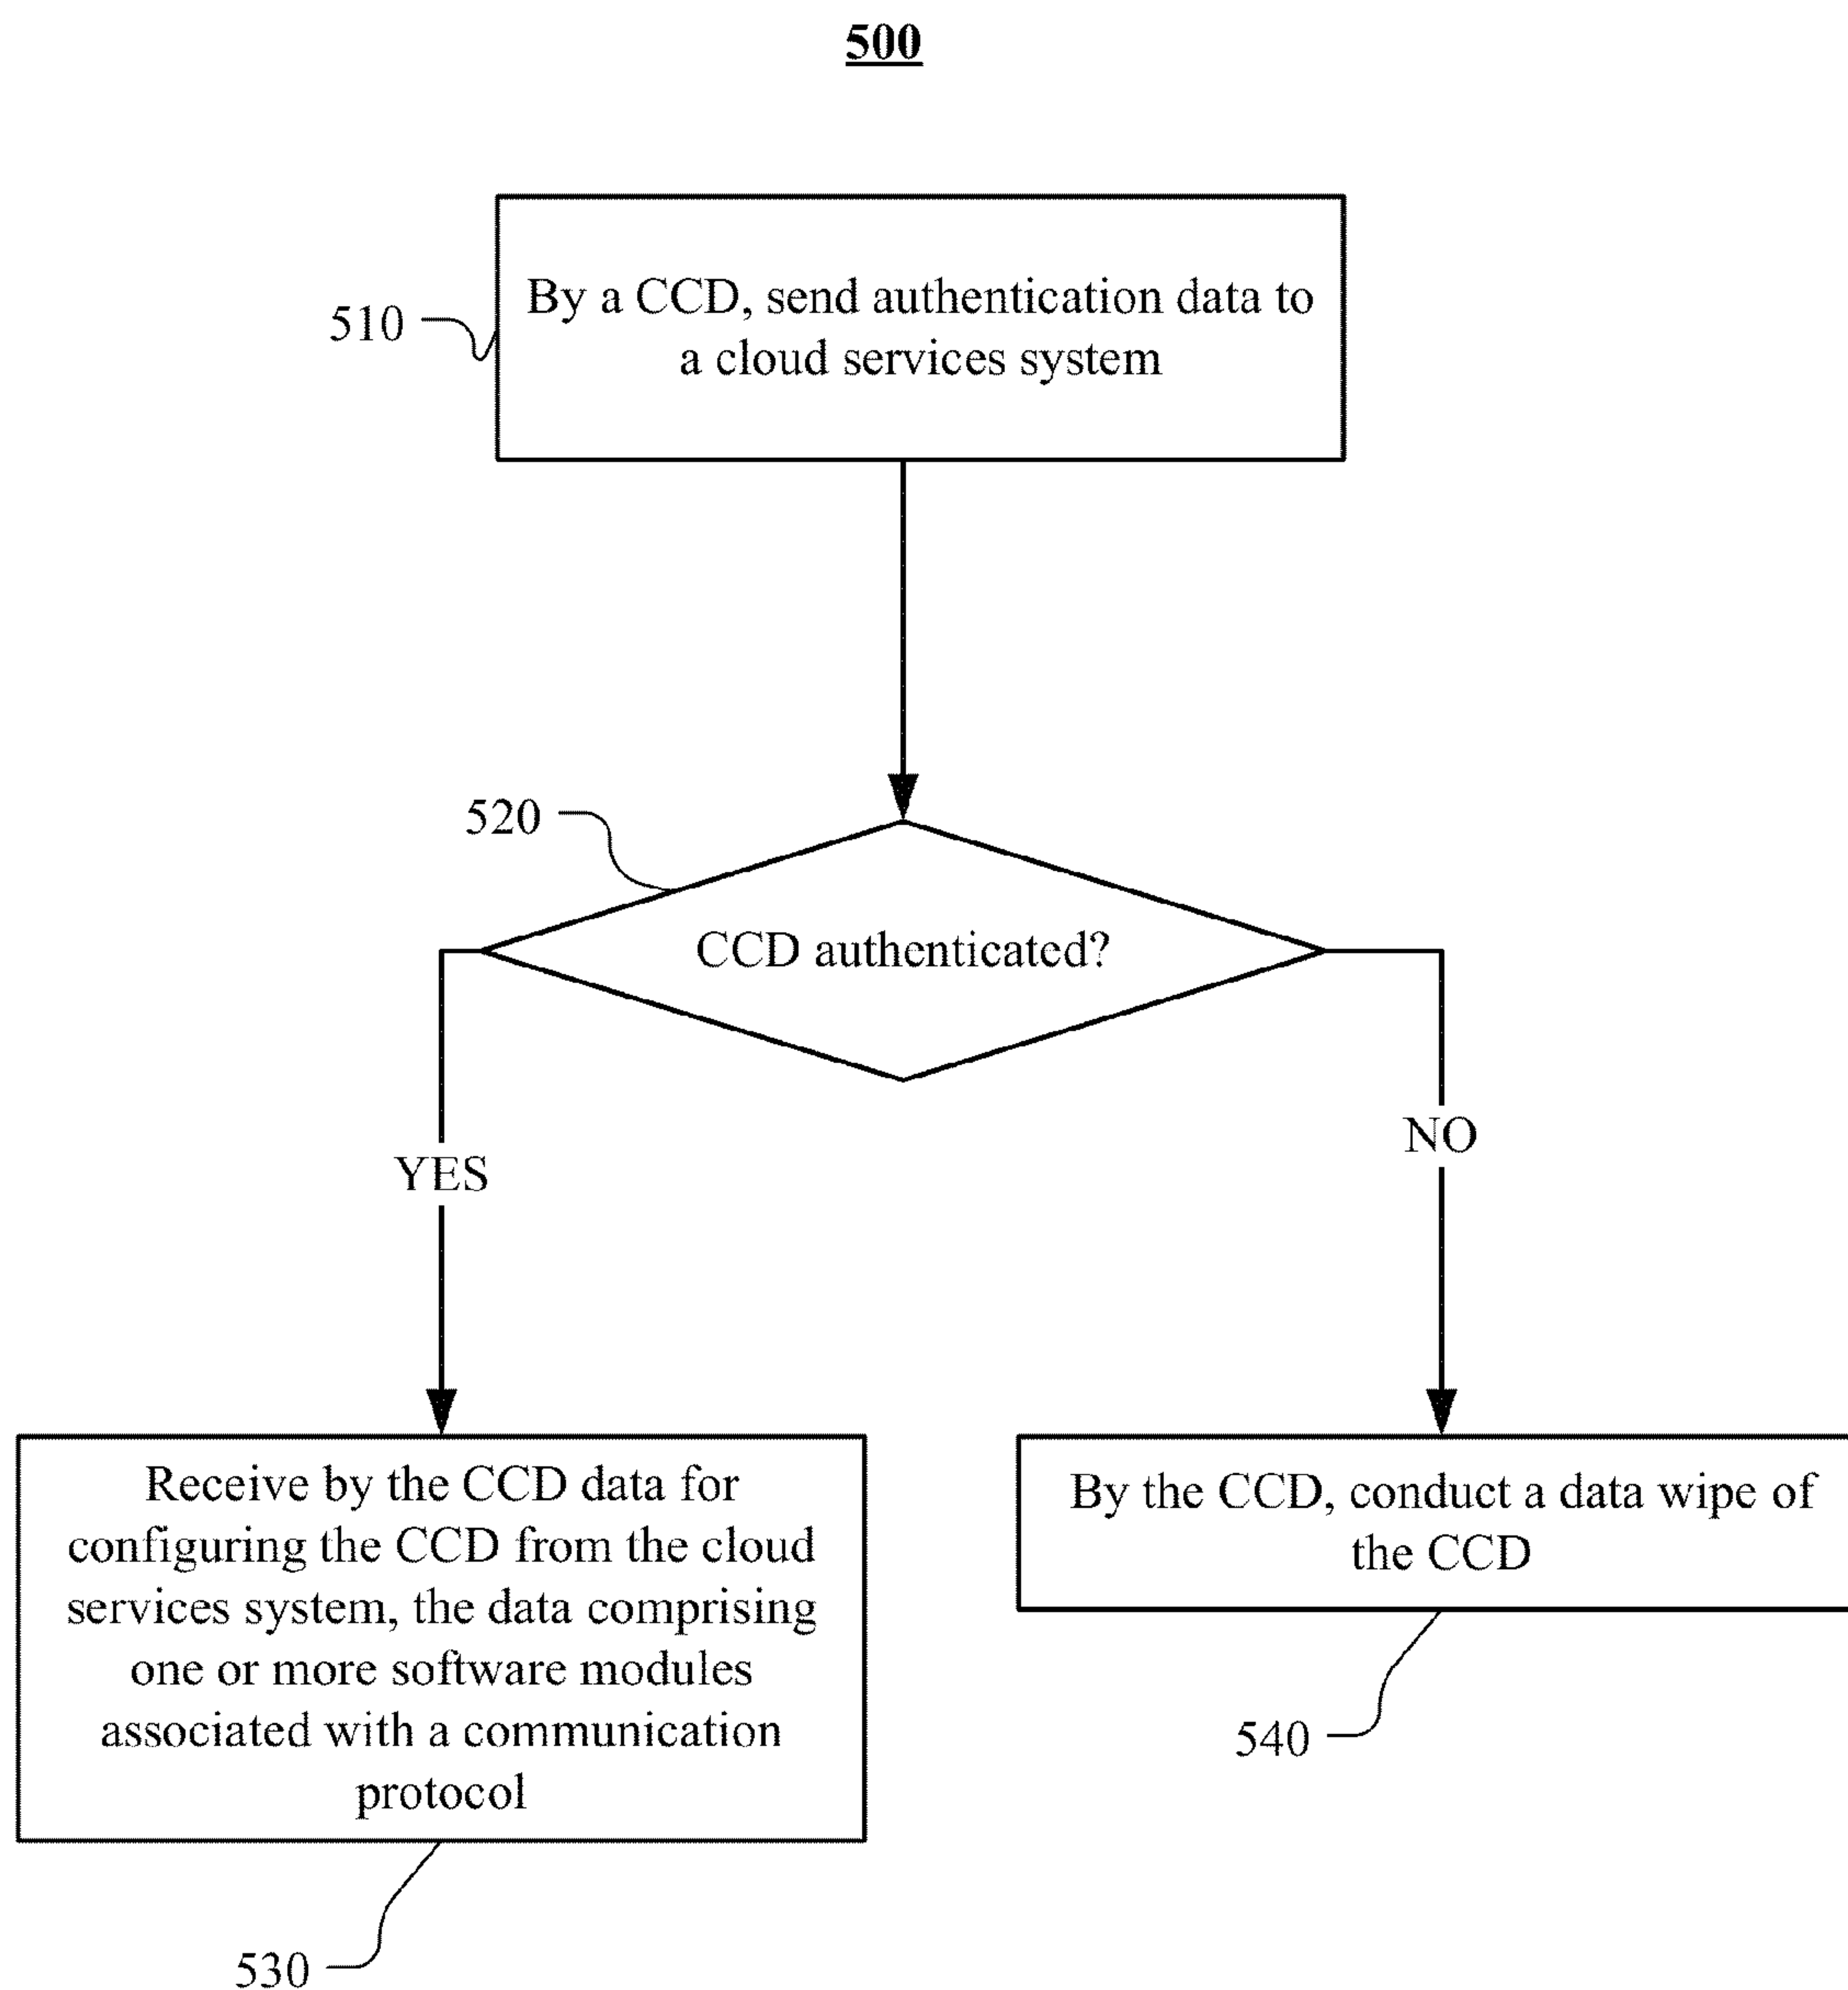 500
510
By a CCD, send authentication data to
a cloud services system
520
CCD authenticated?
YES
NO
Receive by the CCD data for
configuring the CCD from the cloud
services system, the data comprising
one or more software modules
associated with a communication
protocol
By the CCD, conduct a data wipe of
the CCD
540
530